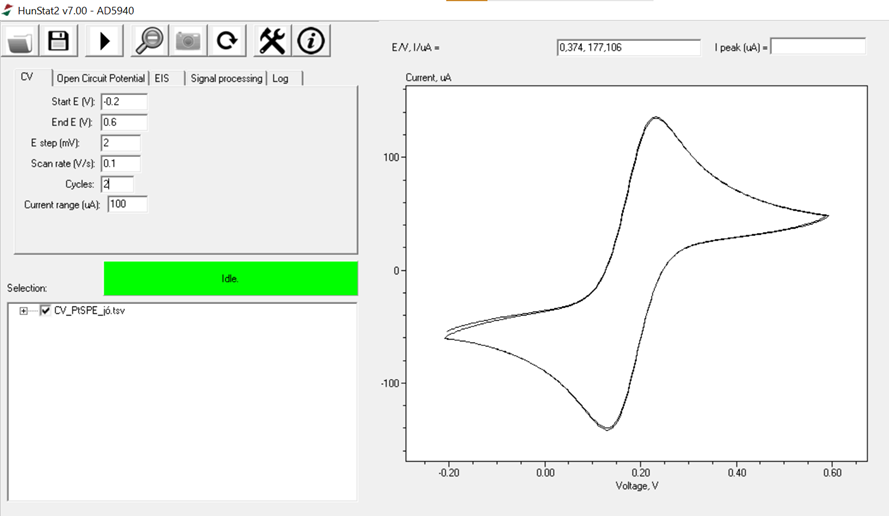 HunStat2 v7.00 - AD5940
E/V, I/uA =
0,374, 177,106
I peak (uA) =
CV
Open Circuit Potential
EIS
Signal processing
Log
Start E (V): -0.2
End E (V): 0.6
E step (mV): 2
Scan rate (V/s): 0.1
Cycles: 2
Current range (uA): 100
Idle.
Selection:
CV_PtSPE_jó.tsv
Current, uA
100
0
-100
-0.20 0.00 0.20 0.40 0.60
Voltage, V